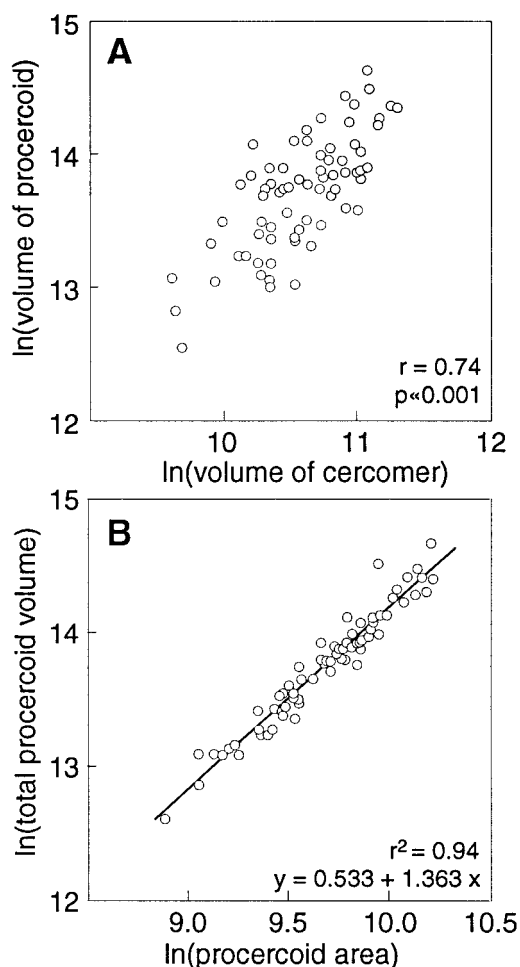 A
ln(volume of procercoid)
15
14
13
12
r = 0.74
p«0.001
10
11
12
ln(volume of cercomer)
B
ln(total procercoid volume)
15
14
13
12
r² = 0.94
y = 0.533 + 1.363 x
9.0
9.5
10.0
10.5
ln(procercoid area)